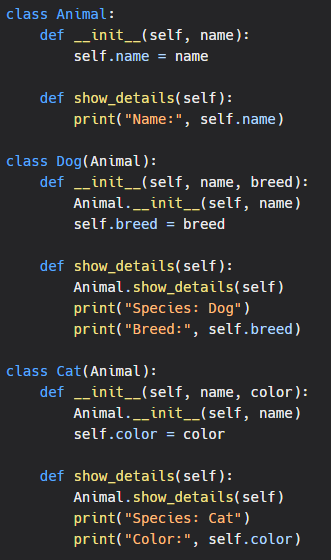 class Animal:
    def __init__(self, name):
        self.name = name

    def show_details(self):
        print("Name:", self.name)

class Dog(Animal):
    def __init__(self, name, breed):
        Animal.__init__(self, name)
        self.breed = breed

    def show_details(self):
        Animal.show_details(self)
        print("Species: Dog")
        print("Breed:", self.breed)

class Cat(Animal):
    def __init__(self, name, color):
        Animal.__init__(self, name)
        self.color = color

    def show_details(self):
        Animal.show_details(self)
        print("Species: Cat")
        print("Color:", self.color)